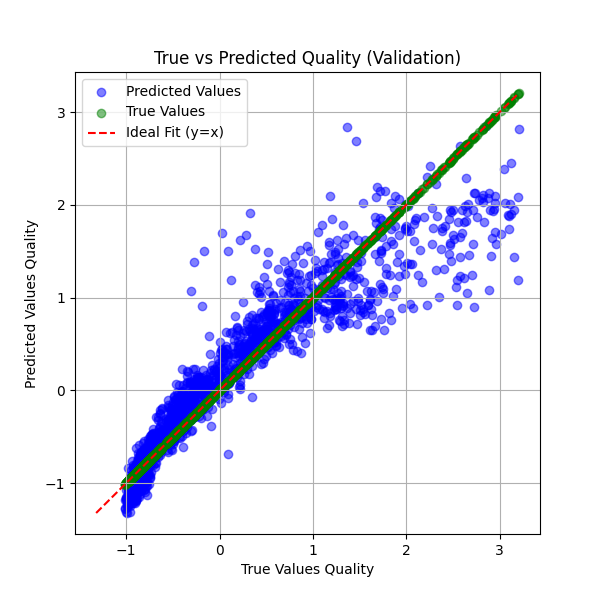 True vs Predicted Quality (Validation)
Predicted Values
True Values
Ideal Fit (y=x)
Predicted Values Quality
3
2
1
0
−1
−1 0 1 2 3
True Values Quality